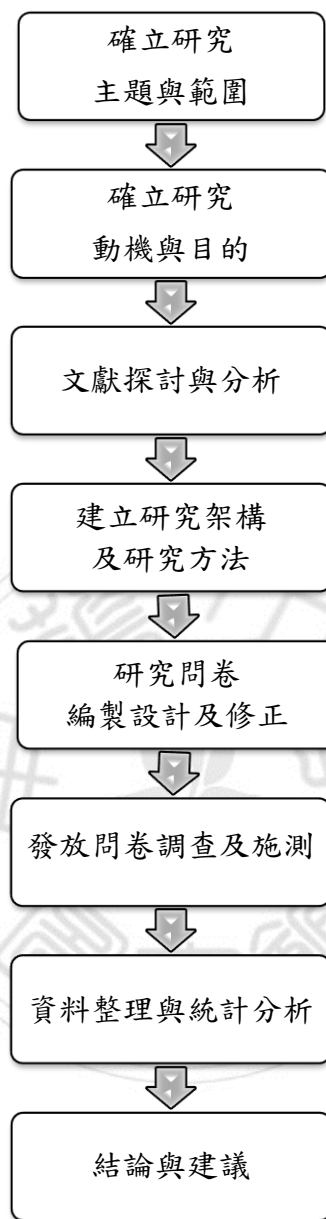 確立研究
主題與範圍
確立研究
動機與目的
文獻探討與分析
建立研究架構
及研究方法
研究問卷
編製設計及修正
發放問卷調查及施測
資料整理與統計分析
結論與建議